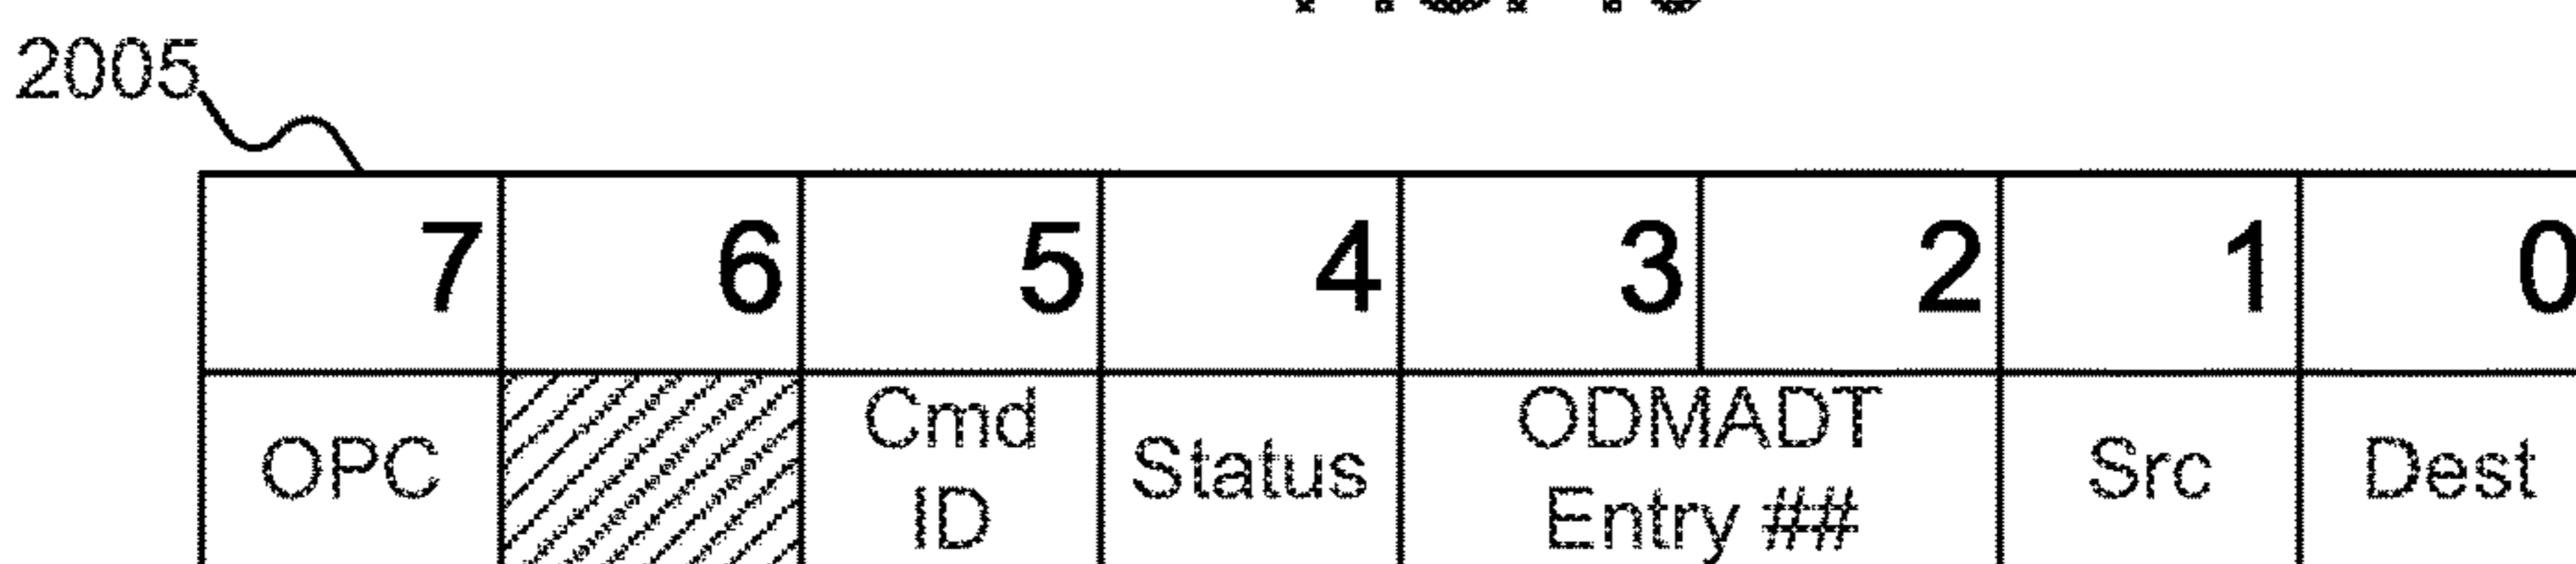 2005
7 6 5 4 3 2 1 0
OPC Cmd ID Status ODMADT Entry ## Src Dest